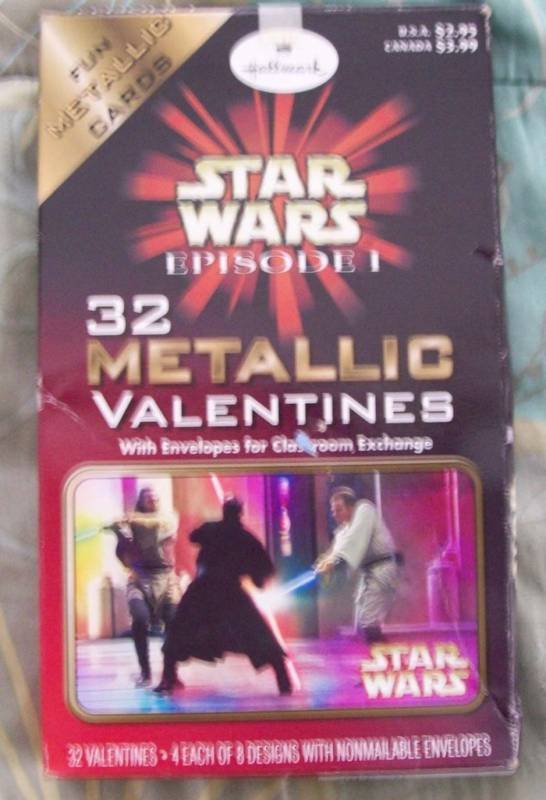 FUN
METALLIC
CARDS
Hallmark
U.S.A. $2.95
CANADA $3.99
STAR
WARS
EPISODE I
32
METALLIC
VALENTINES
With Envelopes for Classroom Exchange
STAR
WARS
32 VALENTINES • 4 EACH OF 8 DESIGNS WITH NONMAILABLE ENVELOPES